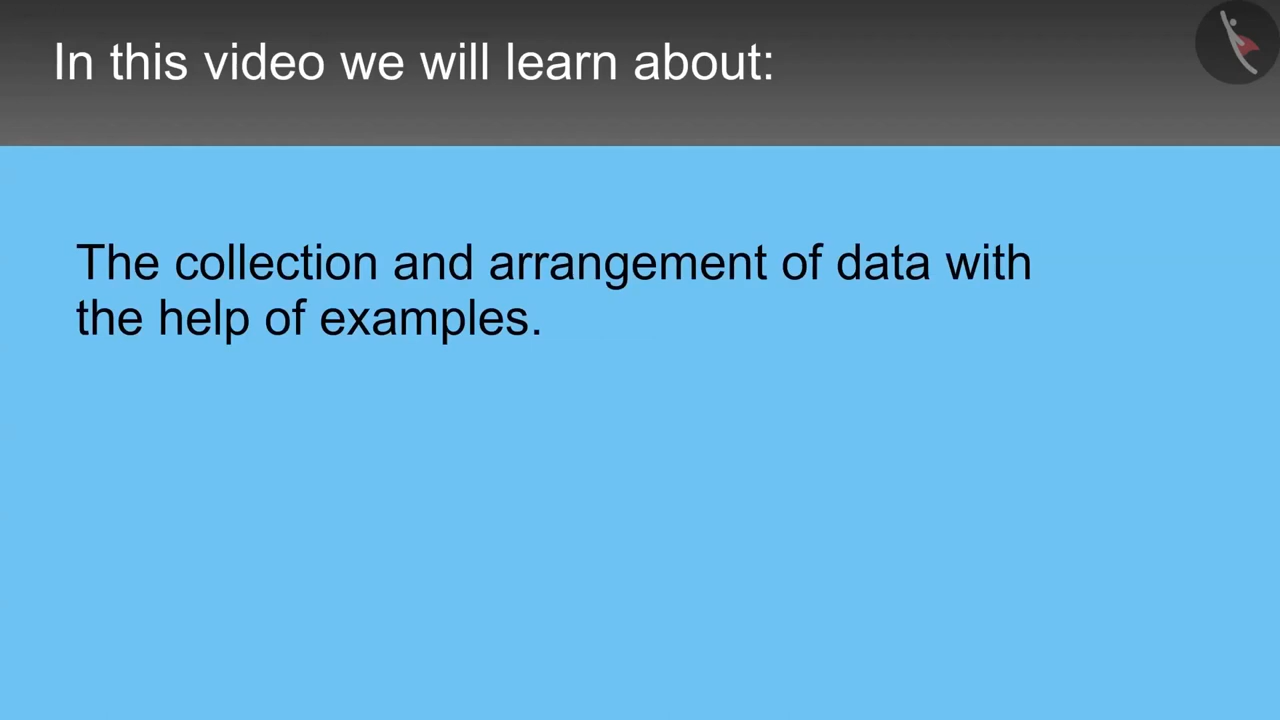 In this video we will learn about:
The collection and arrangement of data with
the help of examples.